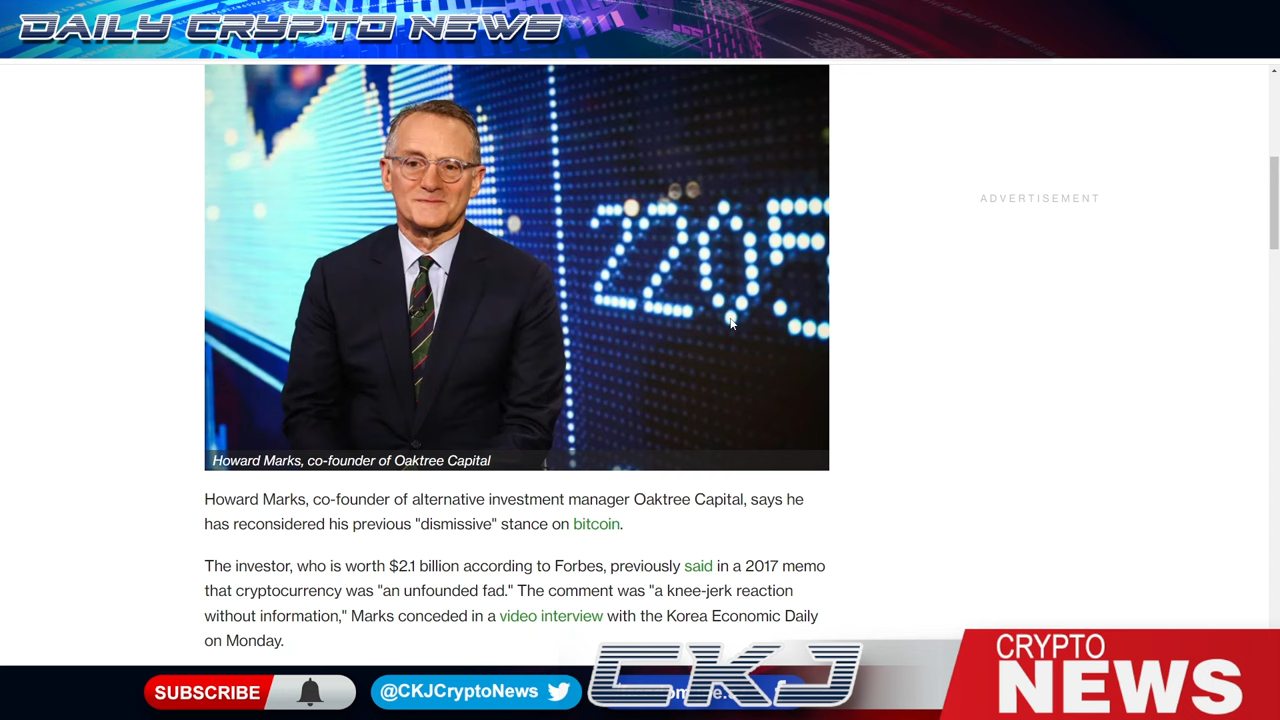 DAILY CRYPTO NEWS
2205
ADVERTISEMENT
Howard Marks, co-founder of Oaktree Capital
Howard Marks, co-founder of alternative investment manager Oaktree Capital, says he
has reconsidered his previous "dismissive" stance on bitcoin.
The investor, who is worth $2.1 billion according to Forbes, previously said in a 2017 memo
that cryptocurrency was "an unfounded fad." The comment was "a knee-jerk reaction
without information," Marks conceded in a video interview with the Korea Economic Daily
on Monday.
CKJ
CRYPTO
NEWS
SUBSCRIBE
@CKJCryptoNews